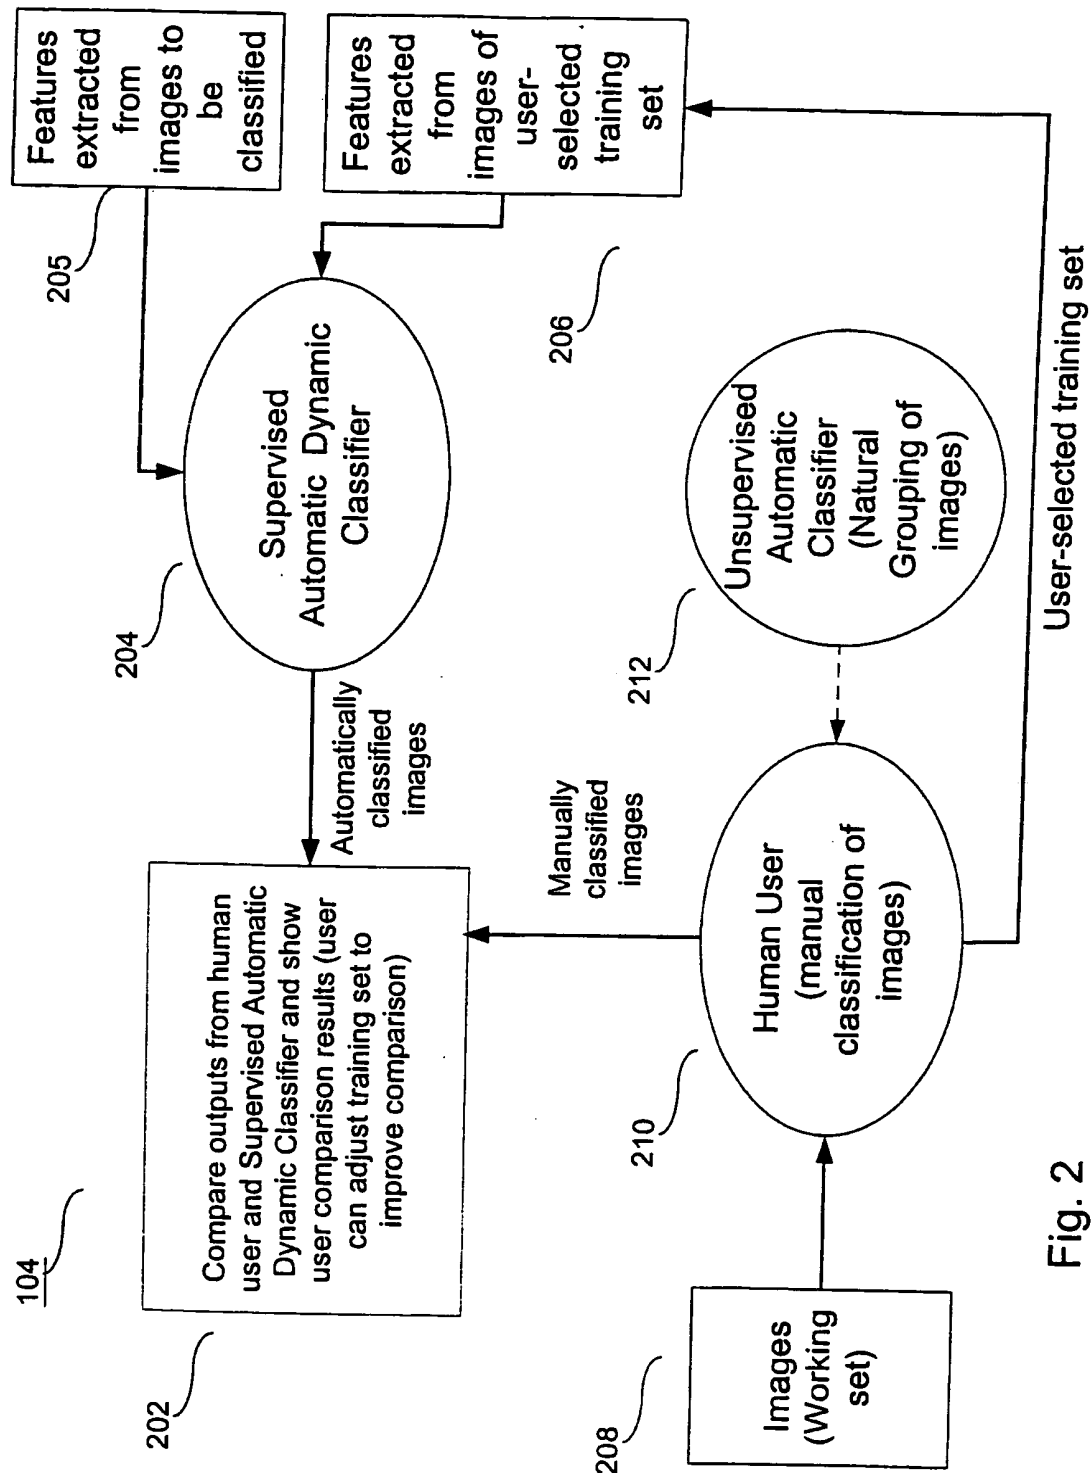 104
202
Compare outputs from human
user and Supervised Automatic
Dynamic Classifier and show
user comparison results (user
can adjust training set to
improve comparison)
Automatically
classified
images
204
Supervised
Automatic Dynamic
Classifier
205
Features
extracted
from
images to
be
classified
206
Features
extracted
from
images of
user-
selected
training
set
208
Images
(Working
set)
210
Human User
(manual
classification of
images)
Manually
classified
images
212
Unsupervised
Automatic
Classifier
(Natural
Grouping of
images)
User-selected training set
Fig. 2